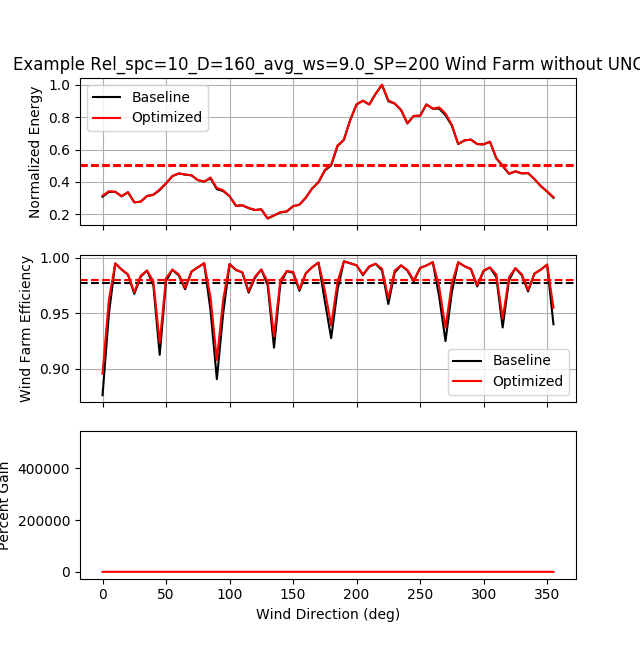 Example Rel_spc=10_D=160_avg_ws=9.0_SP=200 Wind Farm without UNC
Normalized Energy
1.0
0.8
0.6
0.4
0.2
Baseline
Optimized
Wind Farm Efficiency
1.00
0.95
0.90
Baseline
Optimized
Percent Gain
400000
200000
0
0 50 100 150 200 250 300 350
Wind Direction (deg)